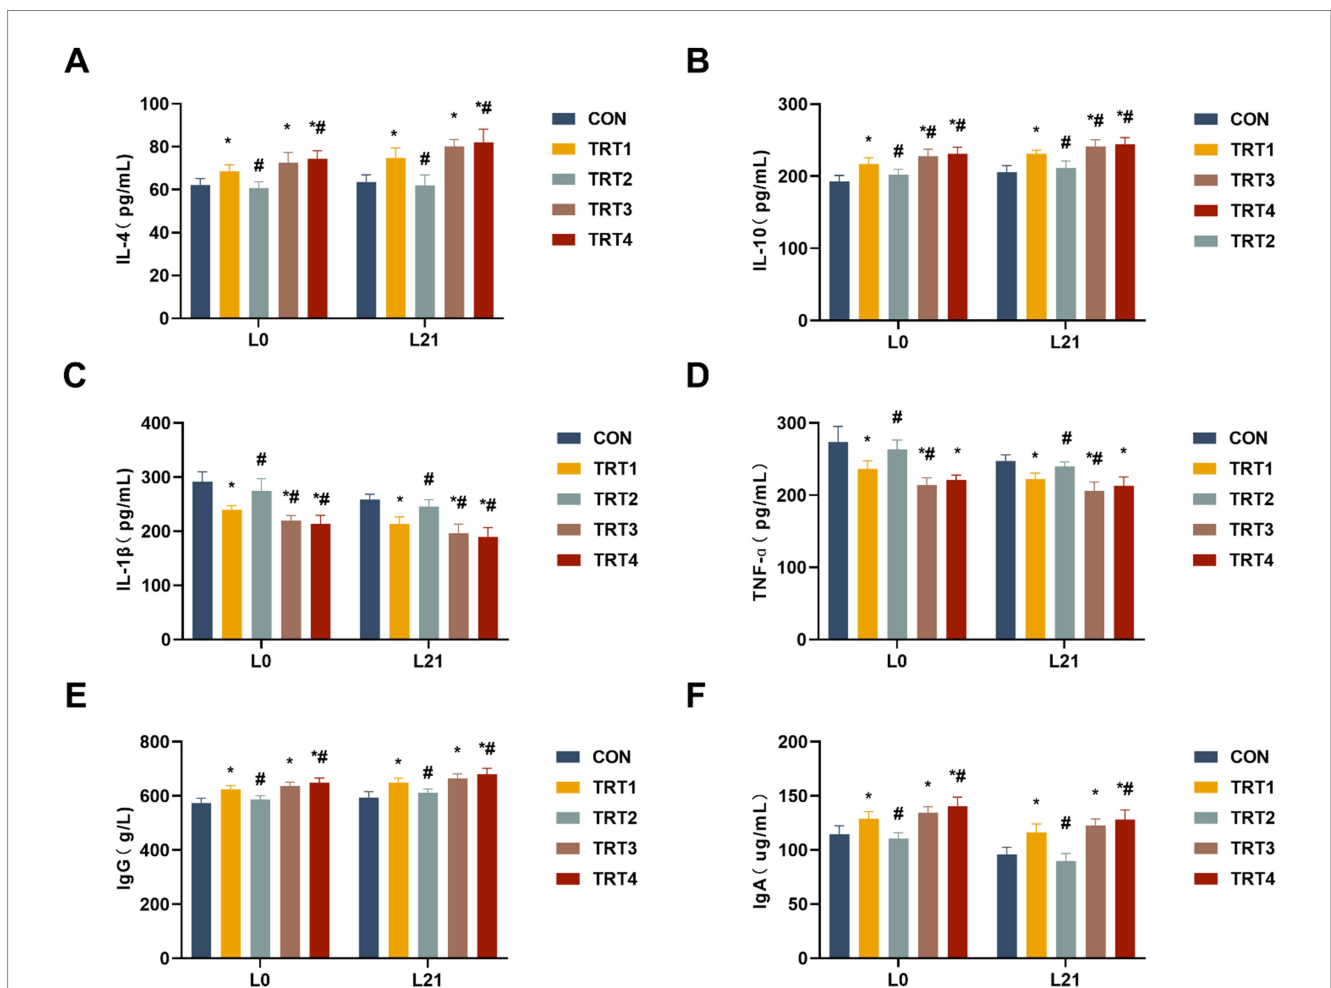 A
IL-4( pg/mL)
100
80
60
40
20
0
*
#
*
*#
*
#
*
*#
L0
L21
CON
TRT1
TRT2
TRT3
TRT4
B
IL-10( pg/mL)
300
200
100
0
*
#
*#
*#
*
#
*#
*#
L0
L21
CON
TRT1
TRT3
TRT4
TRT2
C
IL-1β( pg/mL)
400
300
200
100
0
*
#
*#
*#
*
#
*#
*#
L0
L21
CON
TRT1
TRT2
TRT3
TRT4
D
TNF-α( pg/mL)
300
200
100
0
*
#
*#
*
*
#
*#
*
L0
L21
CON
TRT1
TRT2
TRT3
TRT4
E
IgG( g/L)
800
600
400
200
0
*
#
*
*#
*
#
*
*#
L0
L21
CON
TRT1
TRT2
TRT3
TRT4
F
IgA( ug/mL)
200
150
100
50
0
*
#
*
*#
*
#
*
*#
L0
L21
CON
TRT1
TRT2
TRT3
TRT4